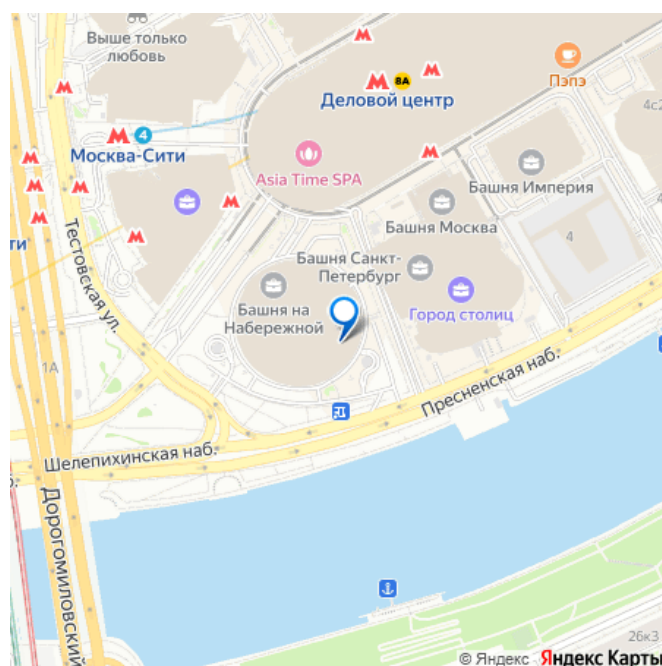 Выше только
любовь
8А
Деловой центр
Пэпэ
4с2
4
Москва-Сити
Asia Time SPA
Башня Империя
Башня Москва
4
Тестовская ул.
ти
Башня Санкт-
Петербург
Башня на
Набережной
Город столиц
1А
Пресненская наб.
Шелепихинская наб.
Дорогомиловский
26к3
© Яндекс Яндекс Карты